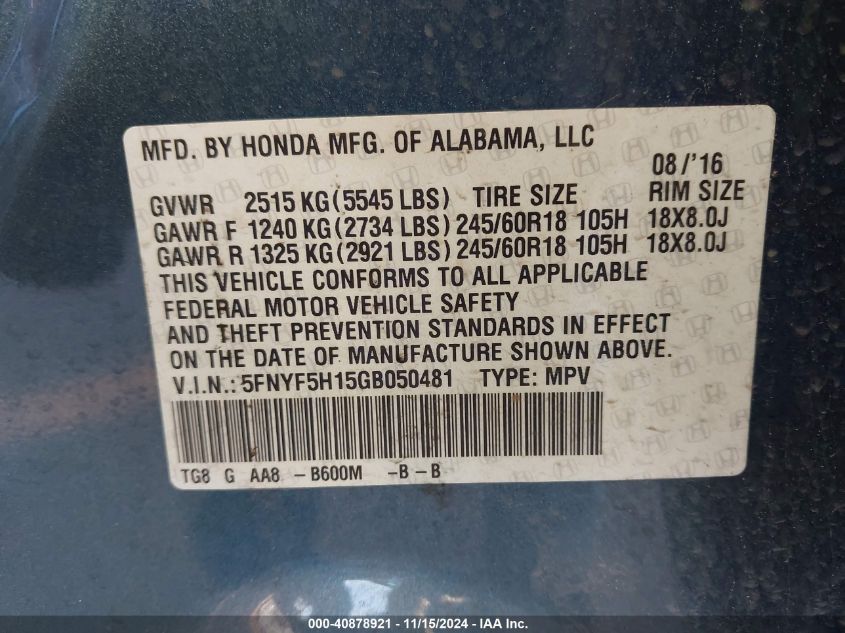 MFD. BY HONDA MFG. OF ALABAMA, LLC
08/'16
GVWR 2515 KG(5545 LBS) TIRE SIZE RIM SIZE
GAWR F 1240 KG(2734 LBS) 245/60R18 105H 18X8.0J
GAWR R 1325 KG(2921 LBS) 245/60R18 105H 18X8.0J
THIS VEHICLE CONFORMS TO ALL APPLICABLE
FEDERAL MOTOR VEHICLE SAFETY
AND THEFT PREVENTION STANDARDS IN EFFECT
ON THE DATE OF MANUFACTURE SHOWN ABOVE.
V.I.N.: 5FNYF5H15GB050481 TYPE: MPV
TG8 G AA8 -B600M -B-B
000-40878921 - 11/15/2024 - IAA Inc.